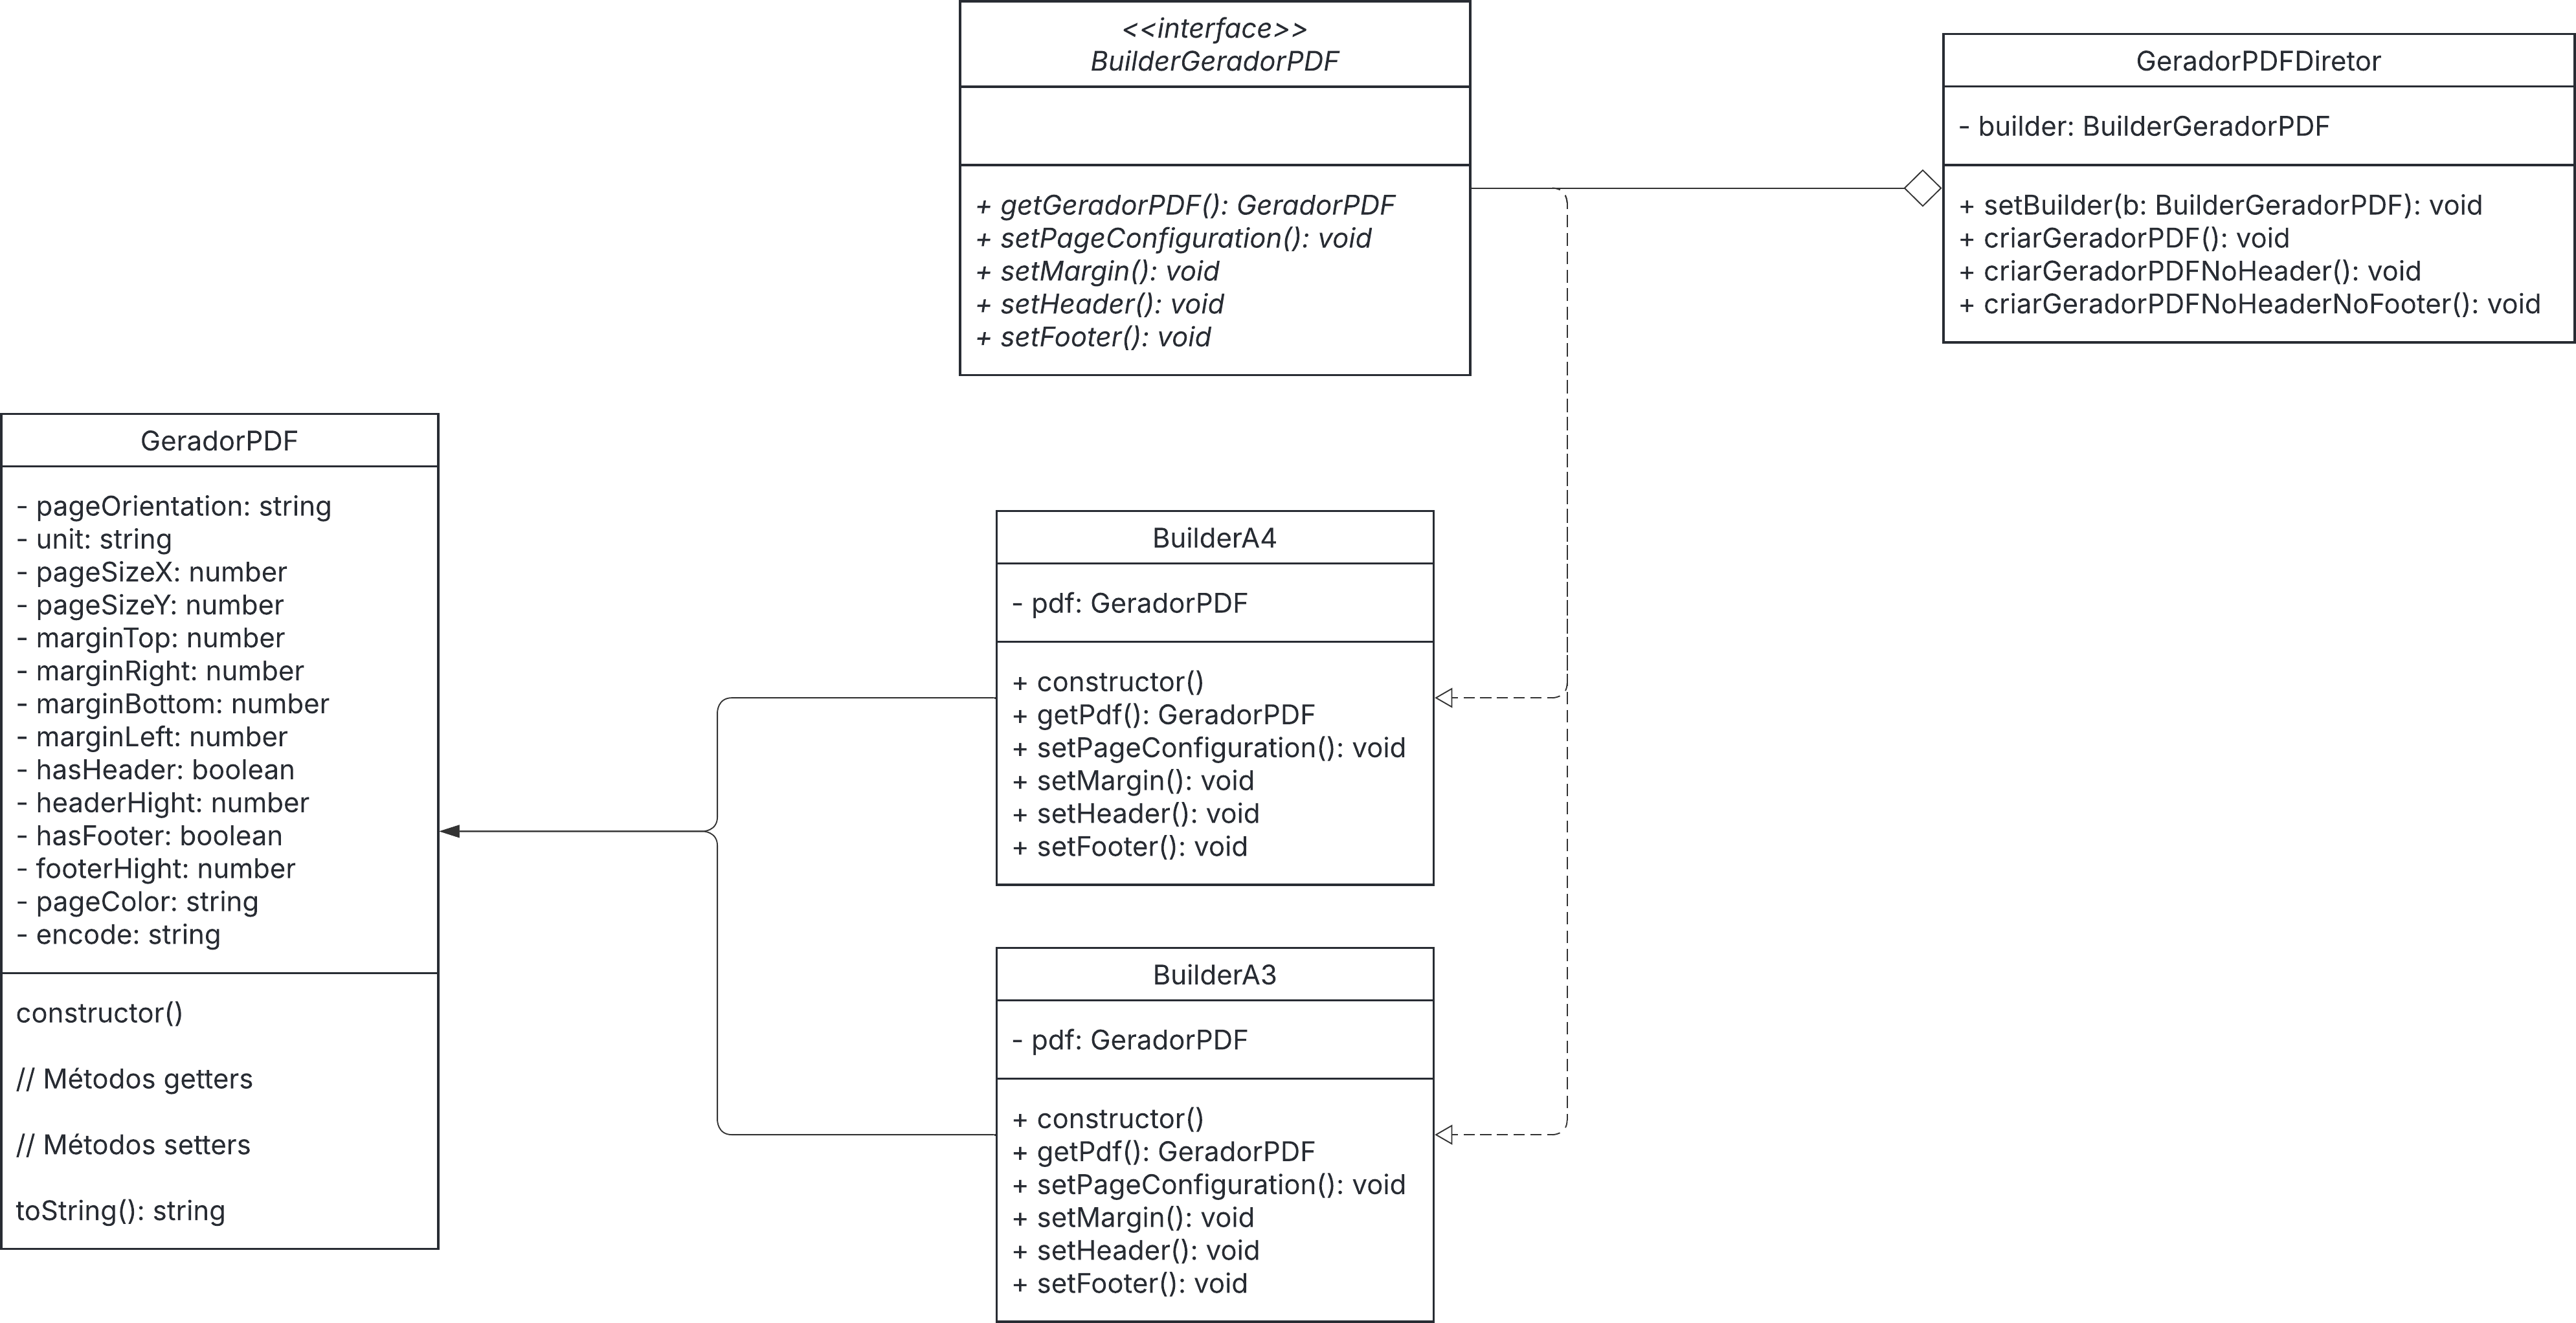 <<interface>>
BuilderGeradorPDF
+ getGeradorPDF(): GeradorPDF
+ setPageConfiguration(): void
+ setMargin(): void
+ setHeader(): void
+ setFooter(): void
GeradorPDFDiretor
- builder: BuilderGeradorPDF
+ setBuilder(b: BuilderGeradorPDF): void
+ criarGeradorPDF(): void
+ criarGeradorPDFNoHeader(): void
+ criarGeradorPDFNoHeaderNoFooter(): void
GeradorPDF
- pageOrientation: string
- unit: string
- pageSizeX: number
- pageSizeY: number
- marginTop: number
- marginRight: number
- marginBottom: number
- marginLeft: number
- hasHeader: boolean
- headerHight: number
- hasFooter: boolean
- footerHight: number
- pageColor: string
- encode: string
constructor()
// Métodos getters
// Métodos setters
toString(): string
BuilderA4
- pdf: GeradorPDF
+ constructor()
+ getPdf(): GeradorPDF
+ setPageConfiguration(): void
+ setMargin(): void
+ setHeader(): void
+ setFooter(): void
BuilderA3
- pdf: GeradorPDF
+ constructor()
+ getPdf(): GeradorPDF
+ setPageConfiguration(): void
+ setMargin(): void
+ setHeader(): void
+ setFooter(): void